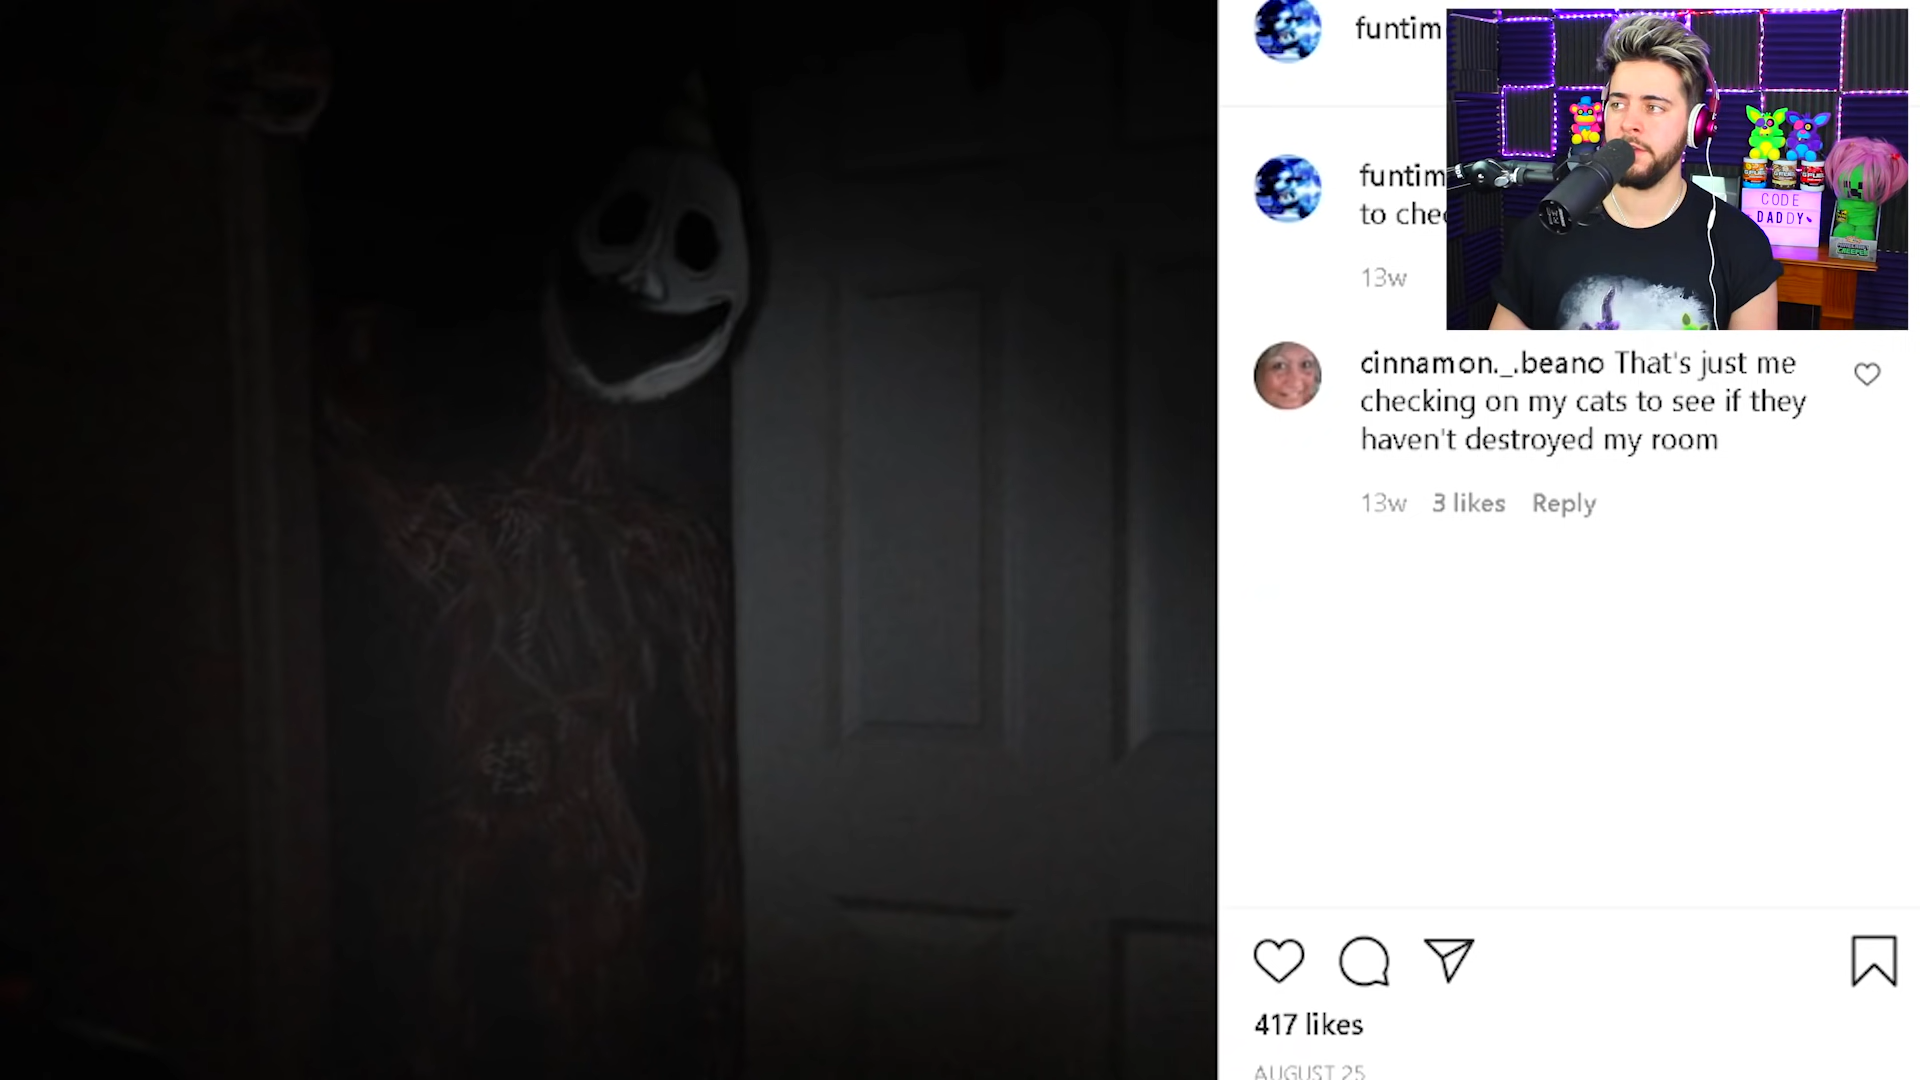 funtim
funtim
to chec
13w
cinnamon._.beano That's just me
checking on my cats to see if they
haven't destroyed my room
13w 3 likes Reply
417 likes
AUGUST 25
CODE
DADDY